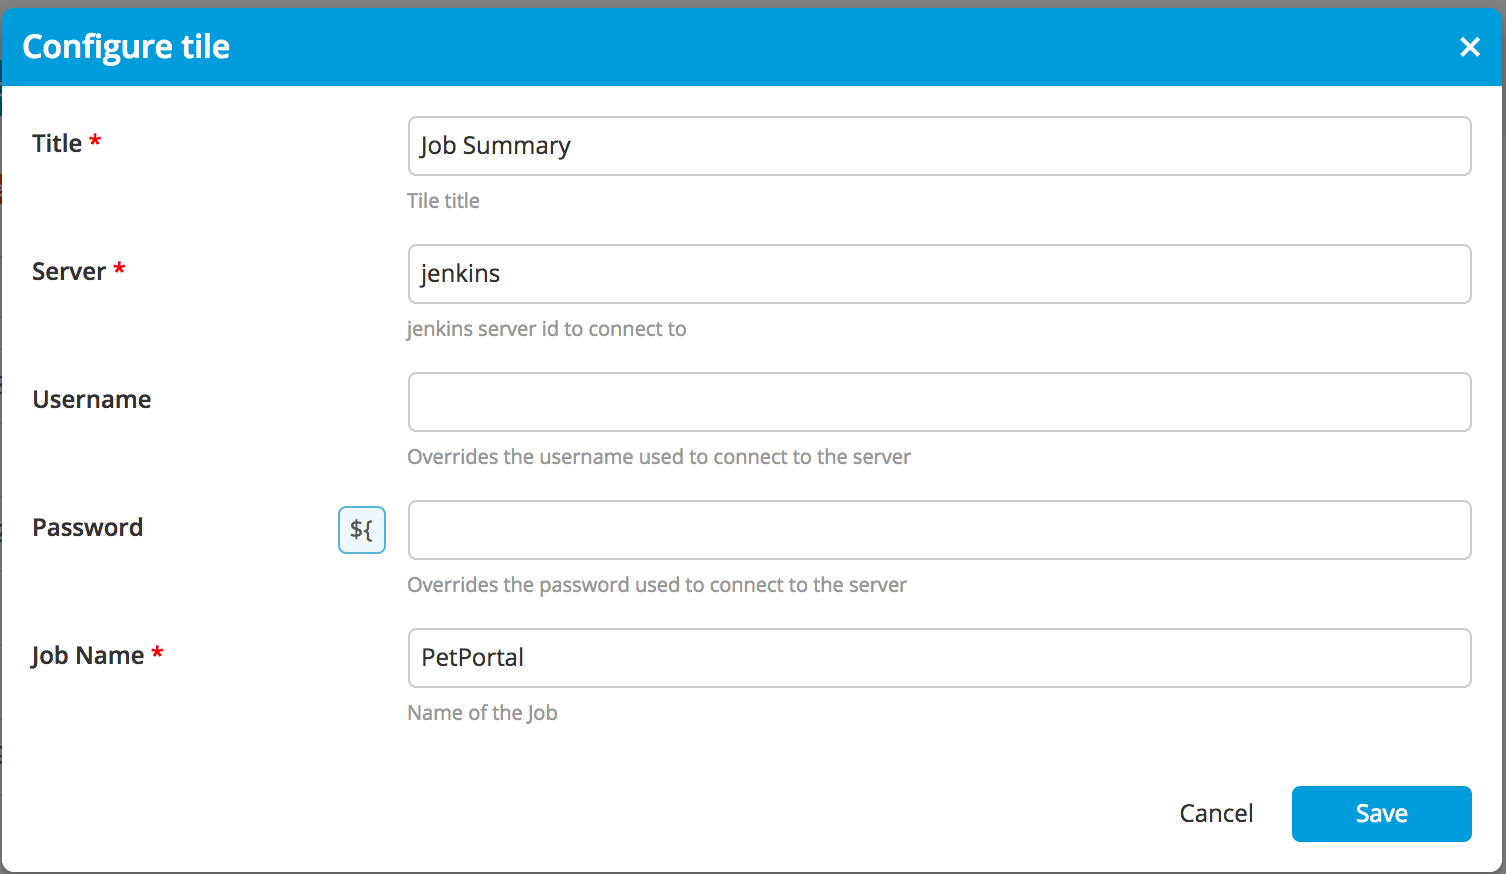 Configure tile
Title *
Job Summary
Tile title
Server *
jenkins
jenkins server id to connect to
Username
Overrides the username used to connect to the server
Password
${
Overrides the password used to connect to the server
Job Name *
PetPortal
Name of the Job
Cancel
Save